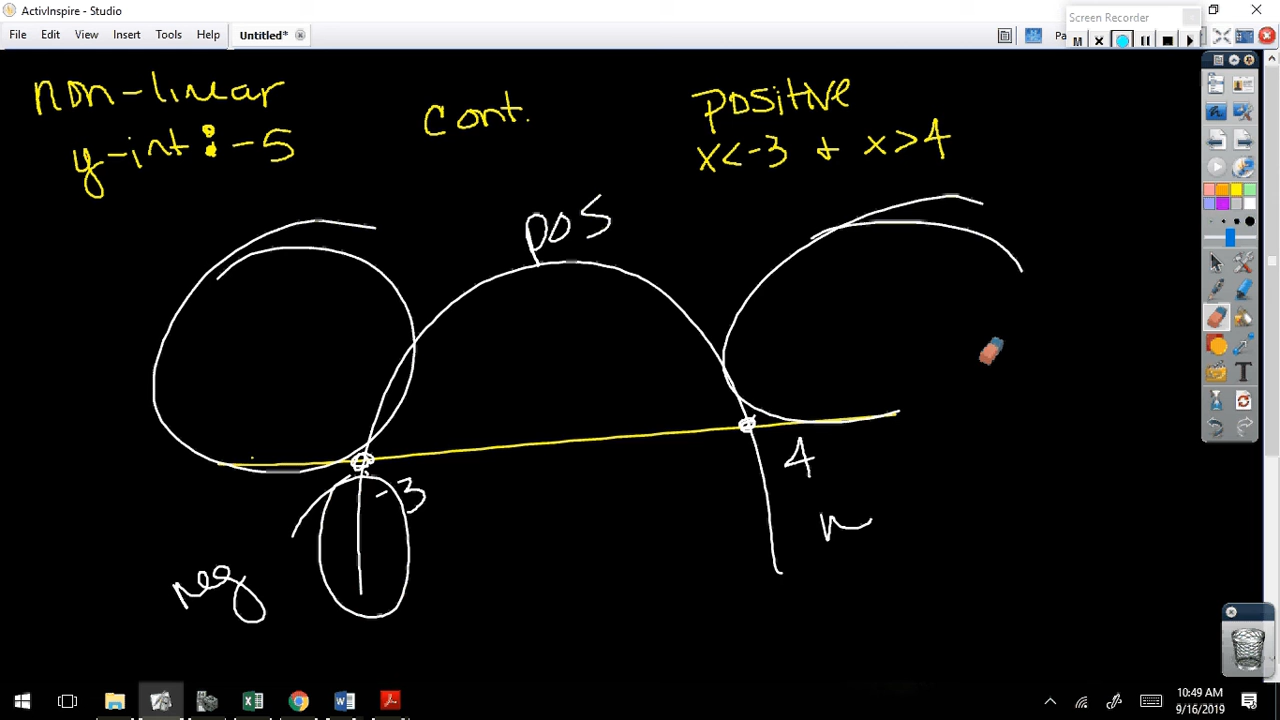 ActivInspire - Studio
Screen Recorder
File Edit View Insert Tools Help Untitled*
non-linear
y-int: -5
cont.
positive
x<-3 + x>4
pos
-3
4
neg
n
T
10:49 AM
9/16/2019